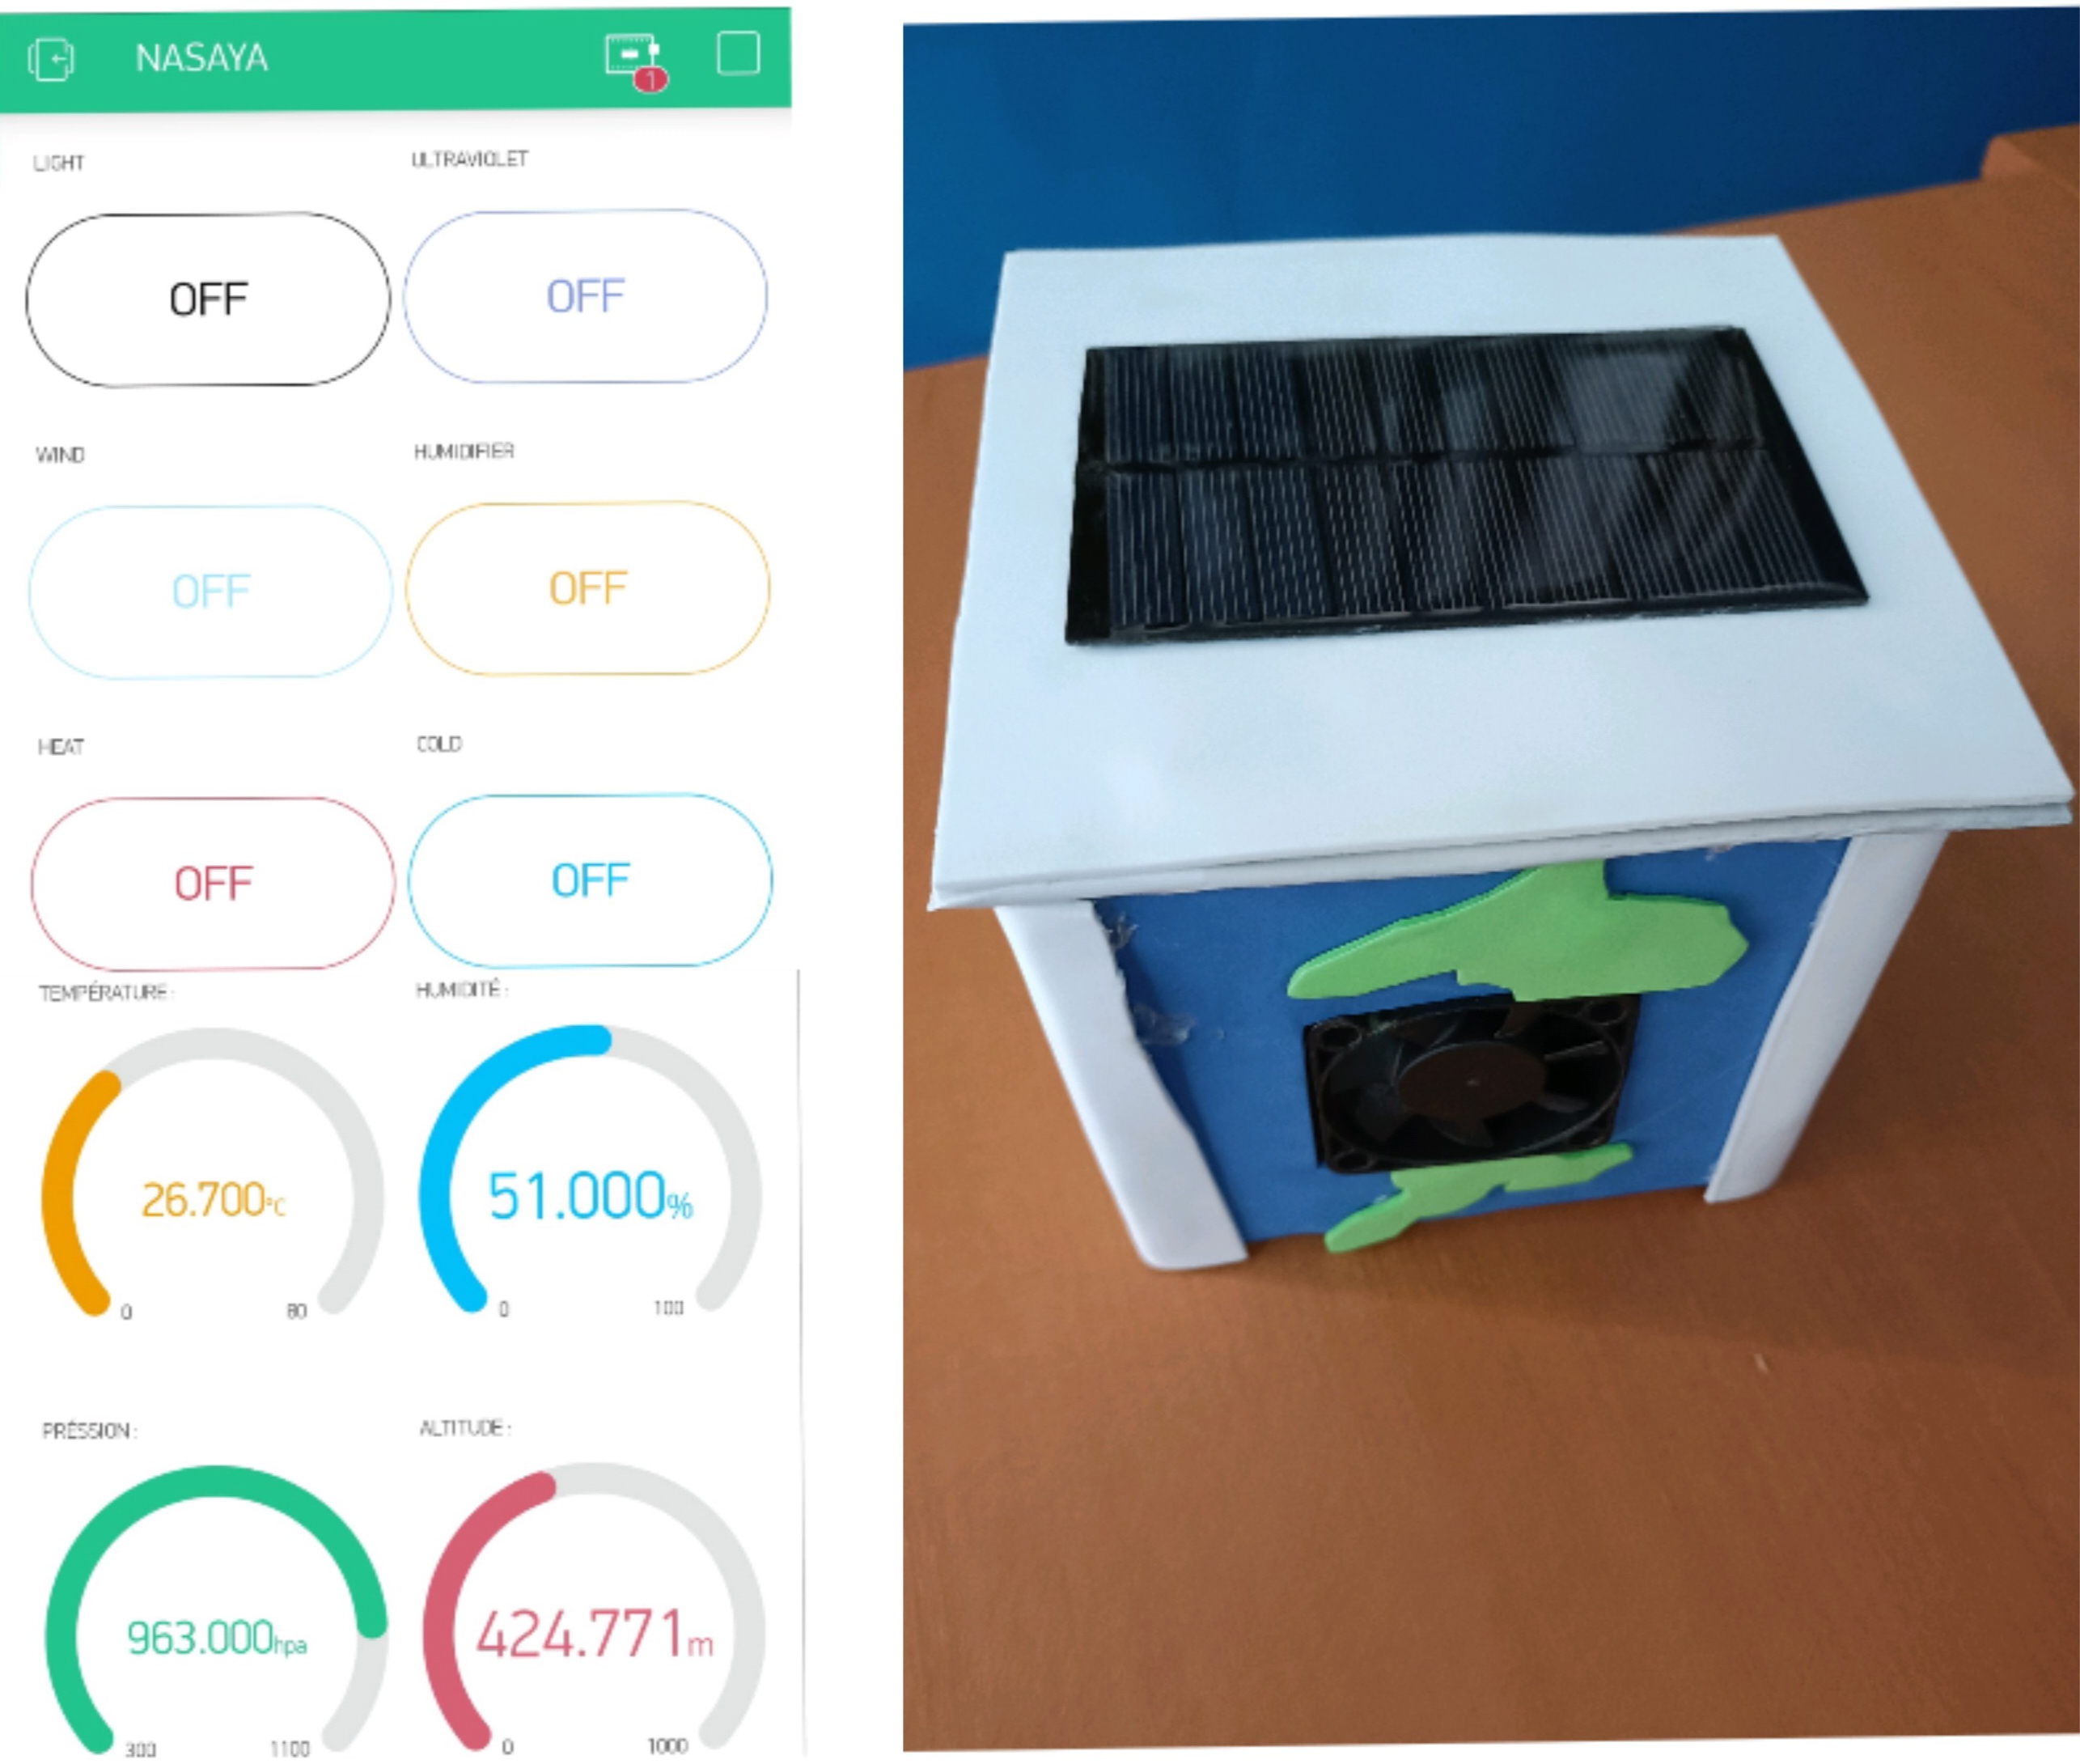 NASAYA
1
LIGHT
ULTRAVIOLET
OFF
OFF
WIND
HUMIDIFIER
OFF
OFF
HEAT
COLD
OFF
OFF
TEMPÉRATURE :
HUMIDITÉ :
26.700°C
51.000%
0
80
0
100
PRÉSSION :
ALTITUDE :
963.000hpa
424.771m
300
1100
0
1000